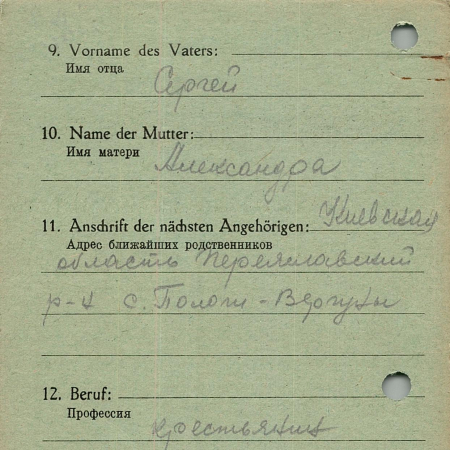 9. Vorname des Vaters:
Имя отца
Сергей
10. Name der Mutter:
Имя матери
Александра
11. Anschrift der nächsten Angehörigen: Киевская
Адрес ближайших родственников
область Переяславский
р-н с. Пологи-Вергуны
12. Beruf:
Профессия
крестьянин